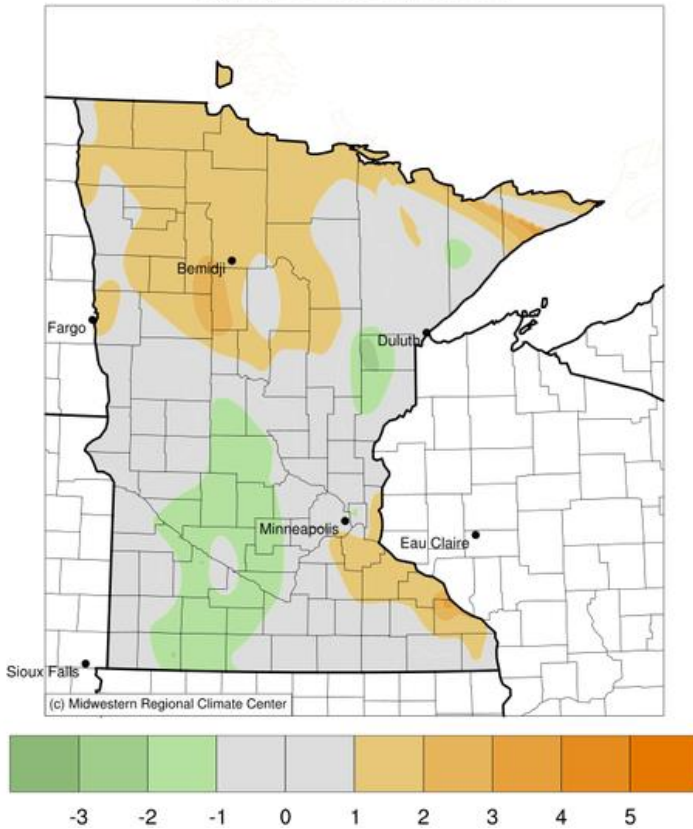 Bemidji
Fargo
Duluth
Minneapolis
Eau Claire
Sioux Falls
(c) Midwestern Regional Climate Center
-3 -2 -1 0 1 2 3 4 5